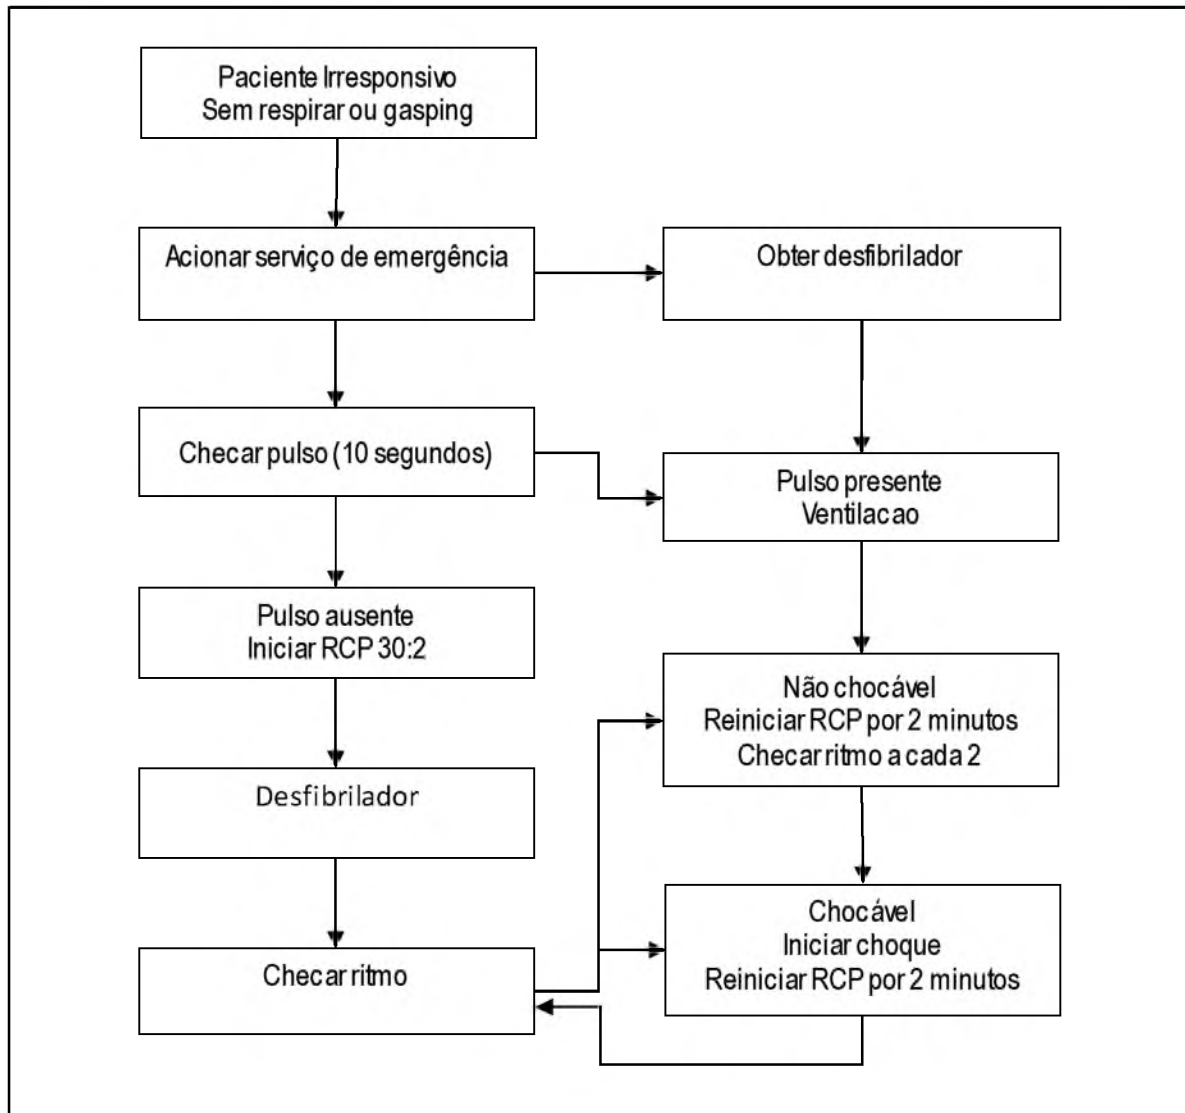 Paciente Irresponsivo
Sem respirar ou gasping
Acionar serviço de emergência
Obter desfibrilador
Checar pulso (10 segundos)
Pulso presente
Ventilacao
Pulso ausente
Iniciar RCP 30:2
Não chocável
Reiniciar RCP por 2 minutos
Checar ritmo a cada 2
Desfibrilador
Chocável
Iniciar choque
Reiniciar RCP por 2 minutos
Checar ritmo